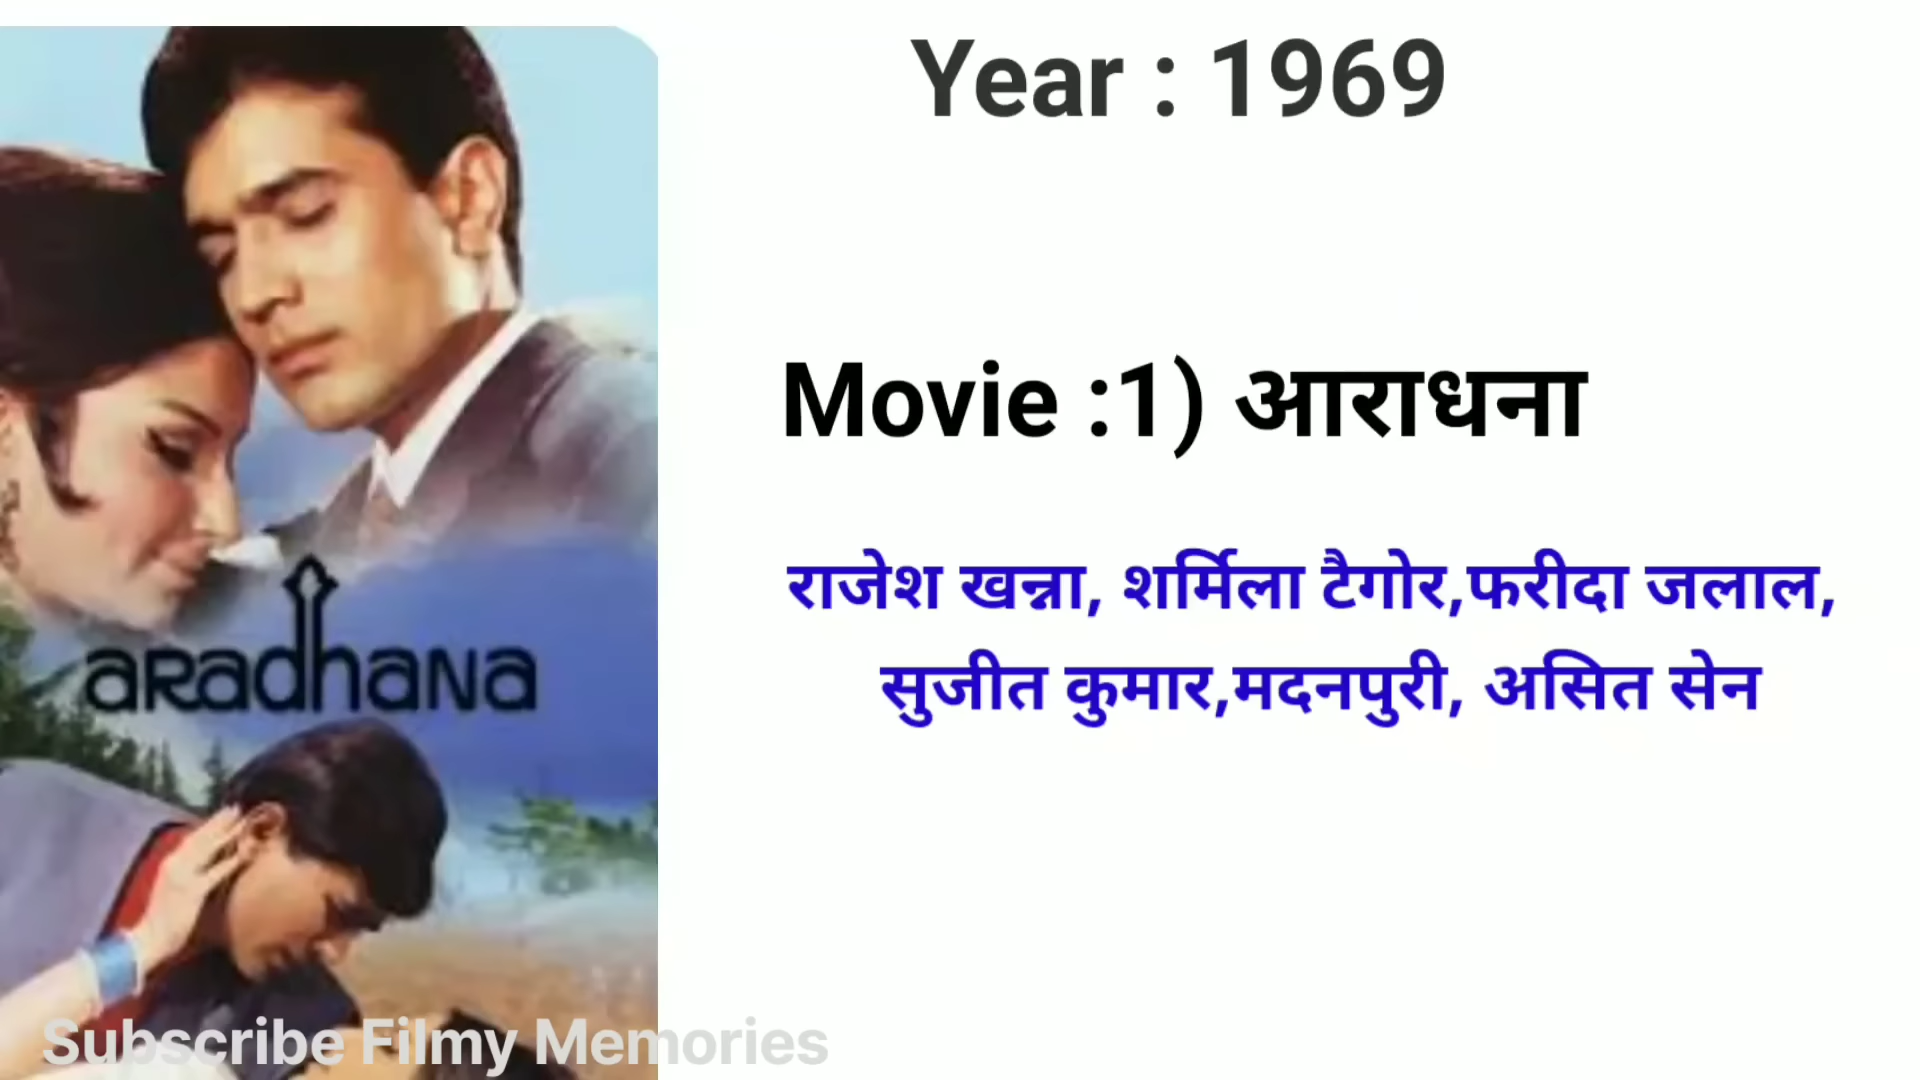 Year : 1969
Movie :1) आराधना
राजेश खन्ना, शर्मिला टैगोर,फरीदा जलाल,
सुजीत कुमार,मदनपुरी, असित सेन
aRadhaNa
Subscribe Filmy Memories